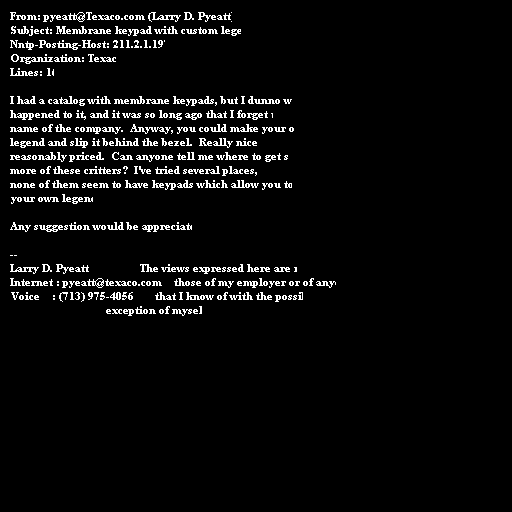 From: pyeatt@Texaco.com (Larry D. Pyeatt)
Subject: Membrane keypad with custom lege
Nntp-Posting-Host: 211.2.1.19
Organization: Texac
Lines: 16
I had a catalog with membrane keypads, but I dunno w
happened to it, and it was so long ago that I forget
name of the company. Anyway, you could make your o
legend and slip it behind the bezel. Really nice
reasonably priced. Can anyone tell me where to get s
more of these critters? I've tried several places,
none of them seem to have keypads which allow you to
your own legend
Any suggestion would be appreciate
--
Larry D. Pyeatt The views expressed here are
Internet : pyeatt@texaco.com those of my employer or of any
Voice : (713) 975-4056 that I know of with the possi
exception of mysel